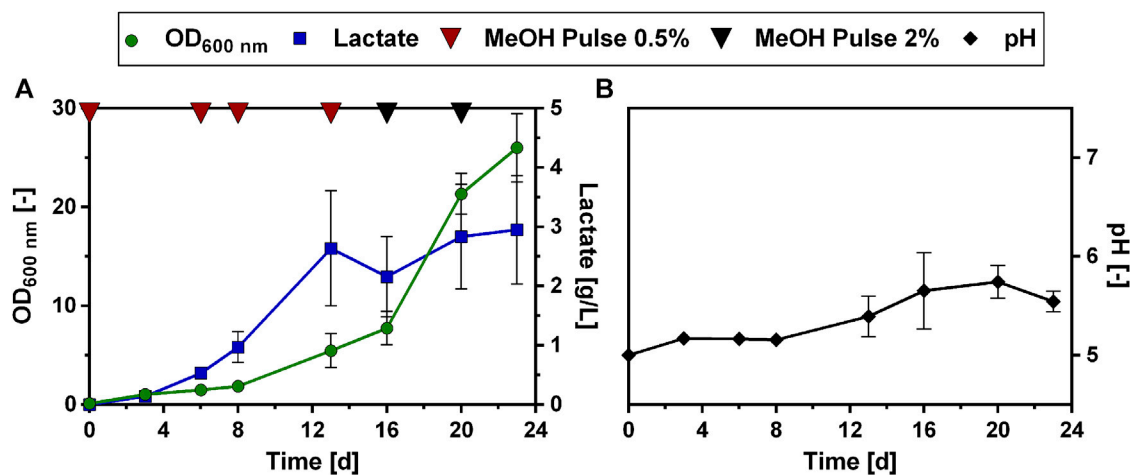 OD600 nm Lactate MeOH Pulse 0.5% MeOH Pulse 2% pH
A
B
30
20
10
0
OD600 nm [-]
5
4
3
2
1
0
Lactate [g/L]
0 4 8 12 16 20 24
Time [d]
7
6
5
pH [-]
0 4 8 12 16 20 24
Time [d]